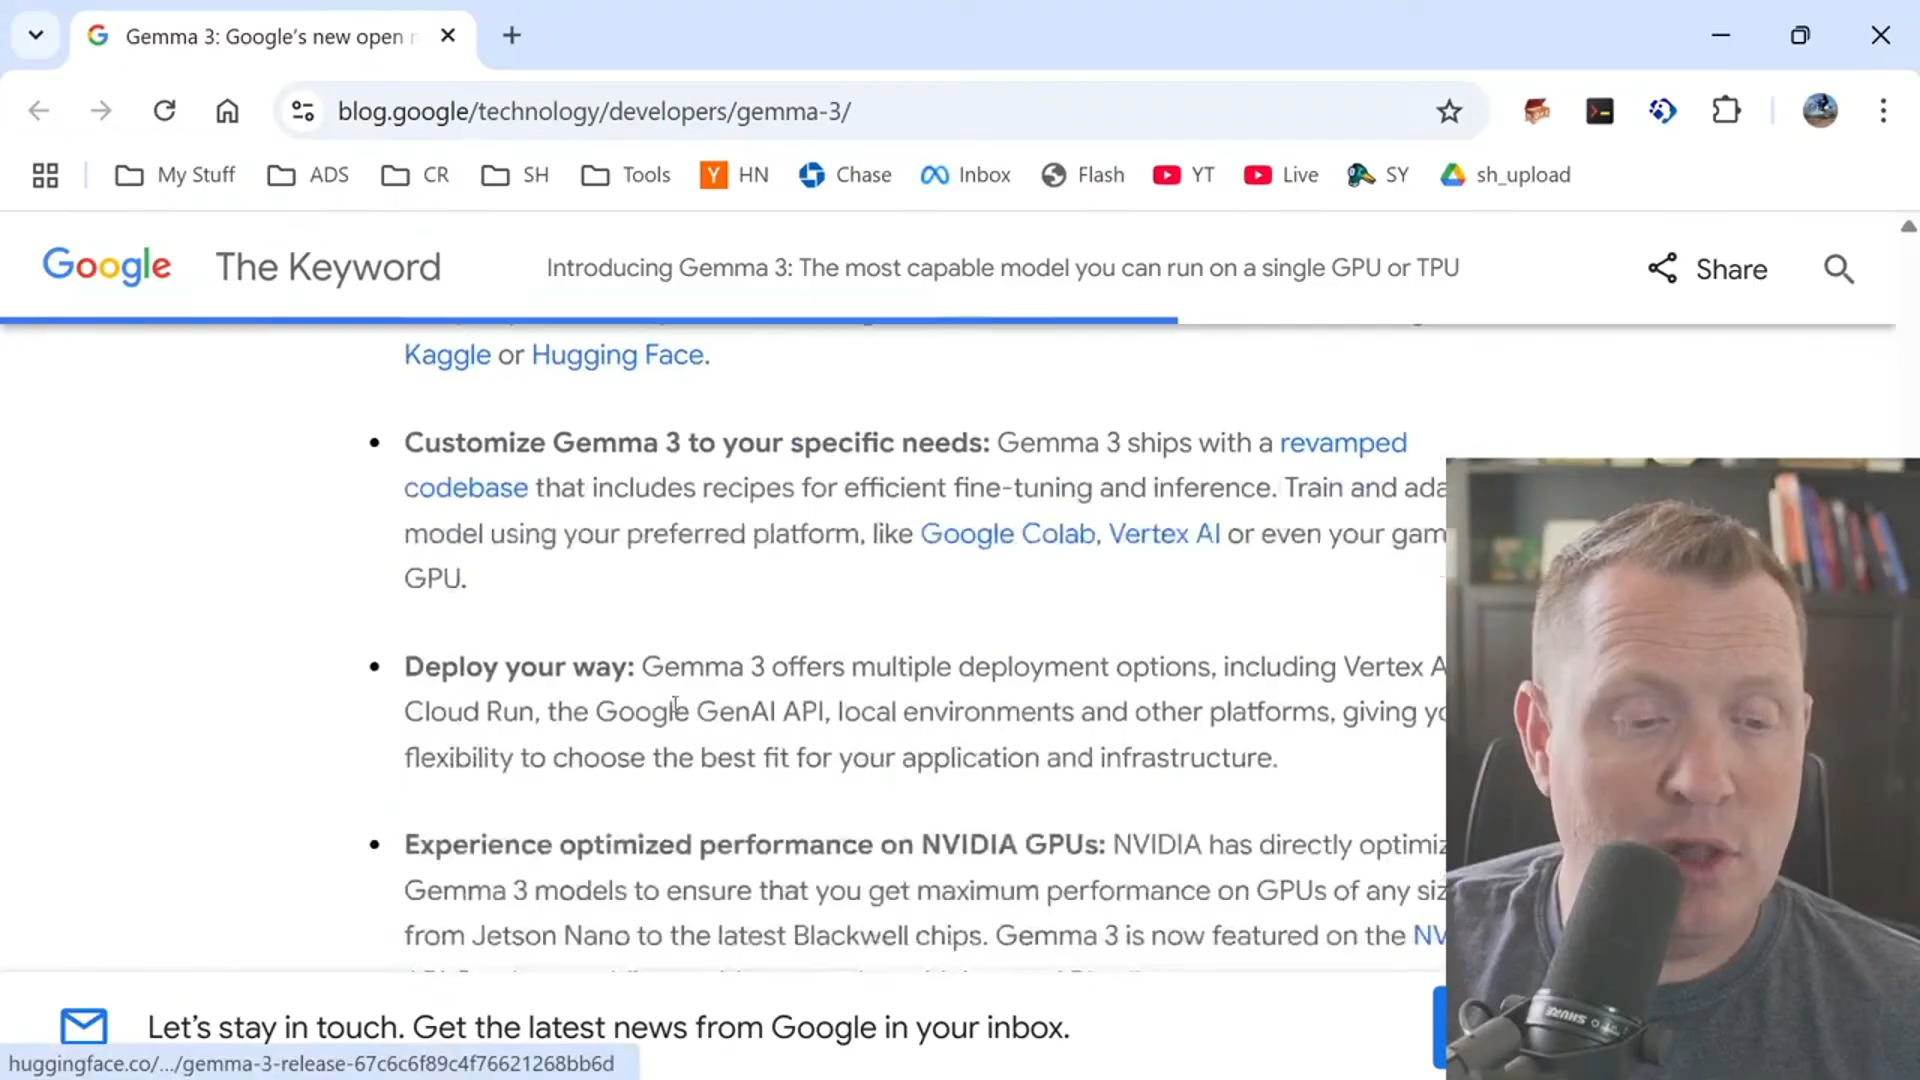 Gemma 3: Google's new open
blog.google/technology/developers/gemma-3/
My Stuff ADS CR SH Tools Y HN Chase Inbox Flash YT Live SY sh_upload
Google The Keyword Introducing Gemma 3: The most capable model you can run on a single GPU or TPU Share
Kaggle or Hugging Face.
• Customize Gemma 3 to your specific needs: Gemma 3 ships with a revamped
codebase that includes recipes for efficient fine-tuning and inference. Train and ada
model using your preferred platform, like Google Colab, Vertex AI or even your gam
GPU.
• Deploy your way: Gemma 3 offers multiple deployment options, including Vertex A
Cloud Run, the Google GenAI API, local environments and other platforms, giving yo
flexibility to choose the best fit for your application and infrastructure.
• Experience optimized performance on NVIDIA GPUs: NVIDIA has directly optimiz
Gemma 3 models to ensure that you get maximum performance on GPUs of any siz
from Jetson Nano to the latest Blackwell chips. Gemma 3 is now featured on the NV
Let's stay in touch. Get the latest news from Google in your inbox.
huggingface.co/.../gemma-3-release-67c6c6f89c4f76621268bb6d
SHURE